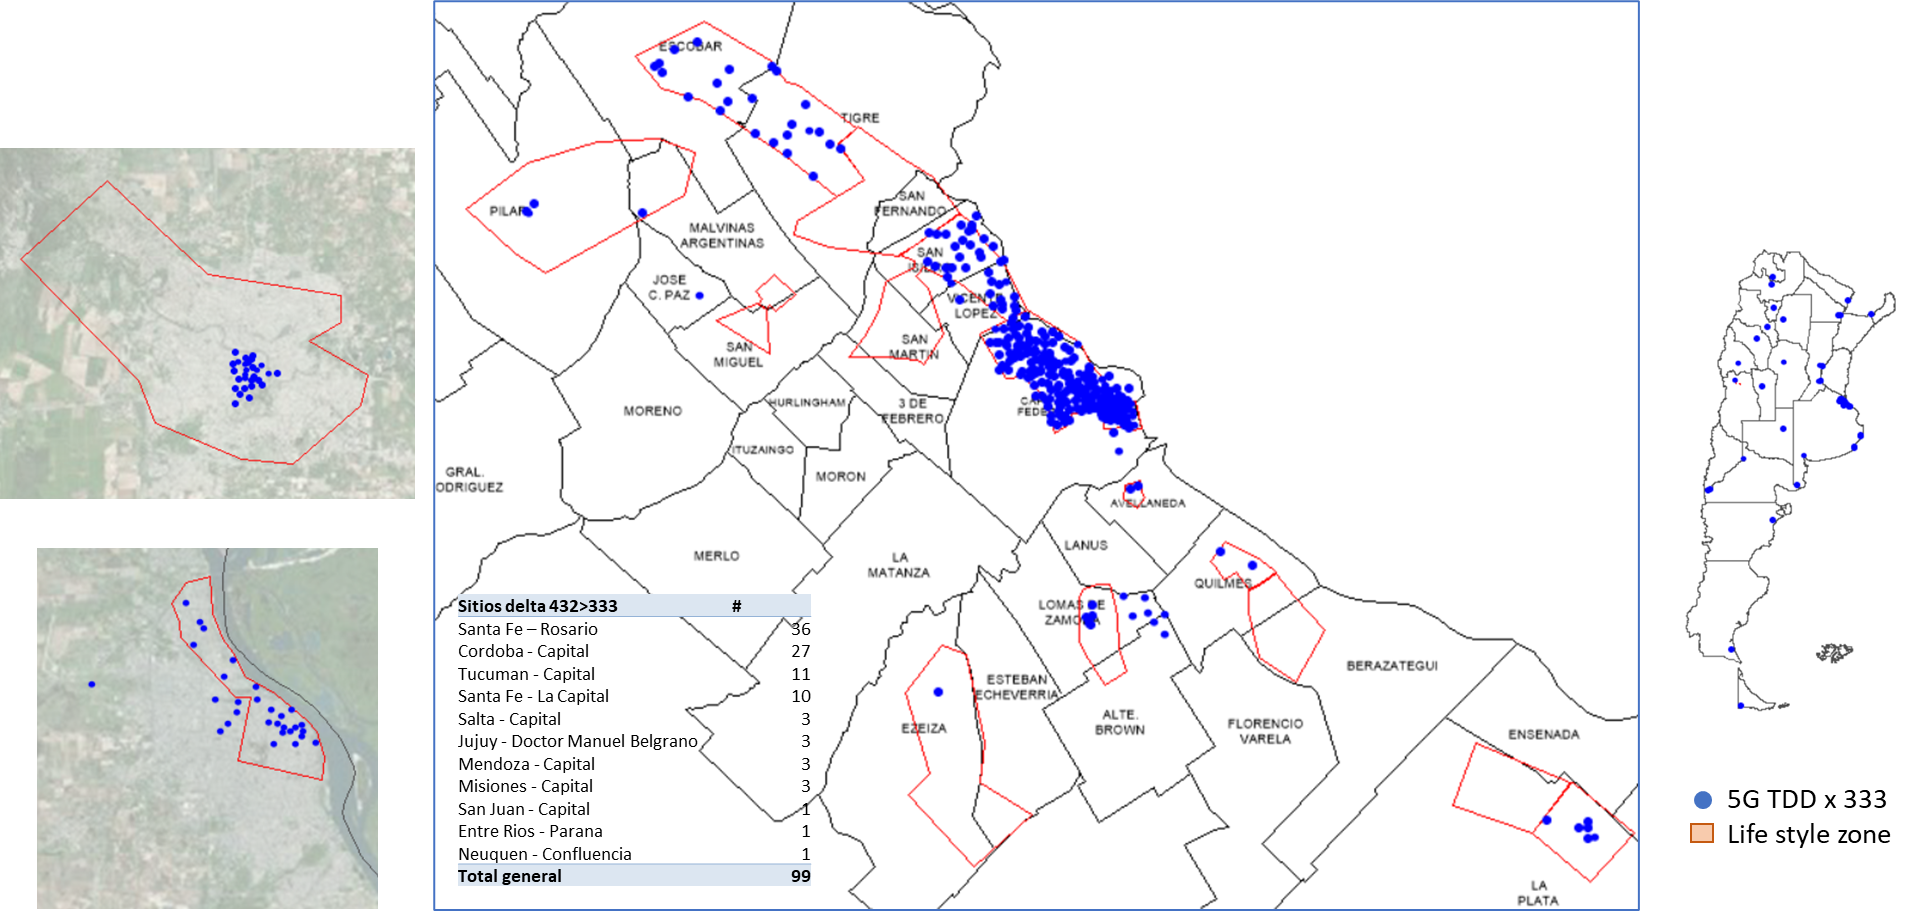 ESCOBAR
TIGRE
PILAR
SAN
FERNANDO
MALVINAS
ARGENTINAS
SAN
JOSE
C. PAZ
VICENTE
LOPEZ
SAN
MIGUEL
SAN
MARTIN
MORENO
HURLINGHAM
3 DE
FEBRERO
ITUZAINGO
MORON
GRAL.
ODRIGUEZ
AVELLANEDA
MERLO
LA
MATANZA
LANUS
QUILMES
LOMAS DE
ZAMORA
ESTEBAN
ECHEVERRIA
BERAZATEGUI
EZEIZA
ALTE.
BROWN
FLORENCIO
VARELA
ENSENADA
LA
PLATA
Sitios delta 432>333 #
Santa Fe – Rosario 36
Cordoba - Capital 27
Tucuman - Capital 11
Santa Fe - La Capital 10
Salta - Capital 3
Jujuy - Doctor Manuel Belgrano 3
Mendoza - Capital 3
Misiones - Capital 3
San Juan - Capital 1
Entre Rios - Parana 1
Neuquen - Confluencia 1
Total general 99
5G TDD x 333
Life style zone